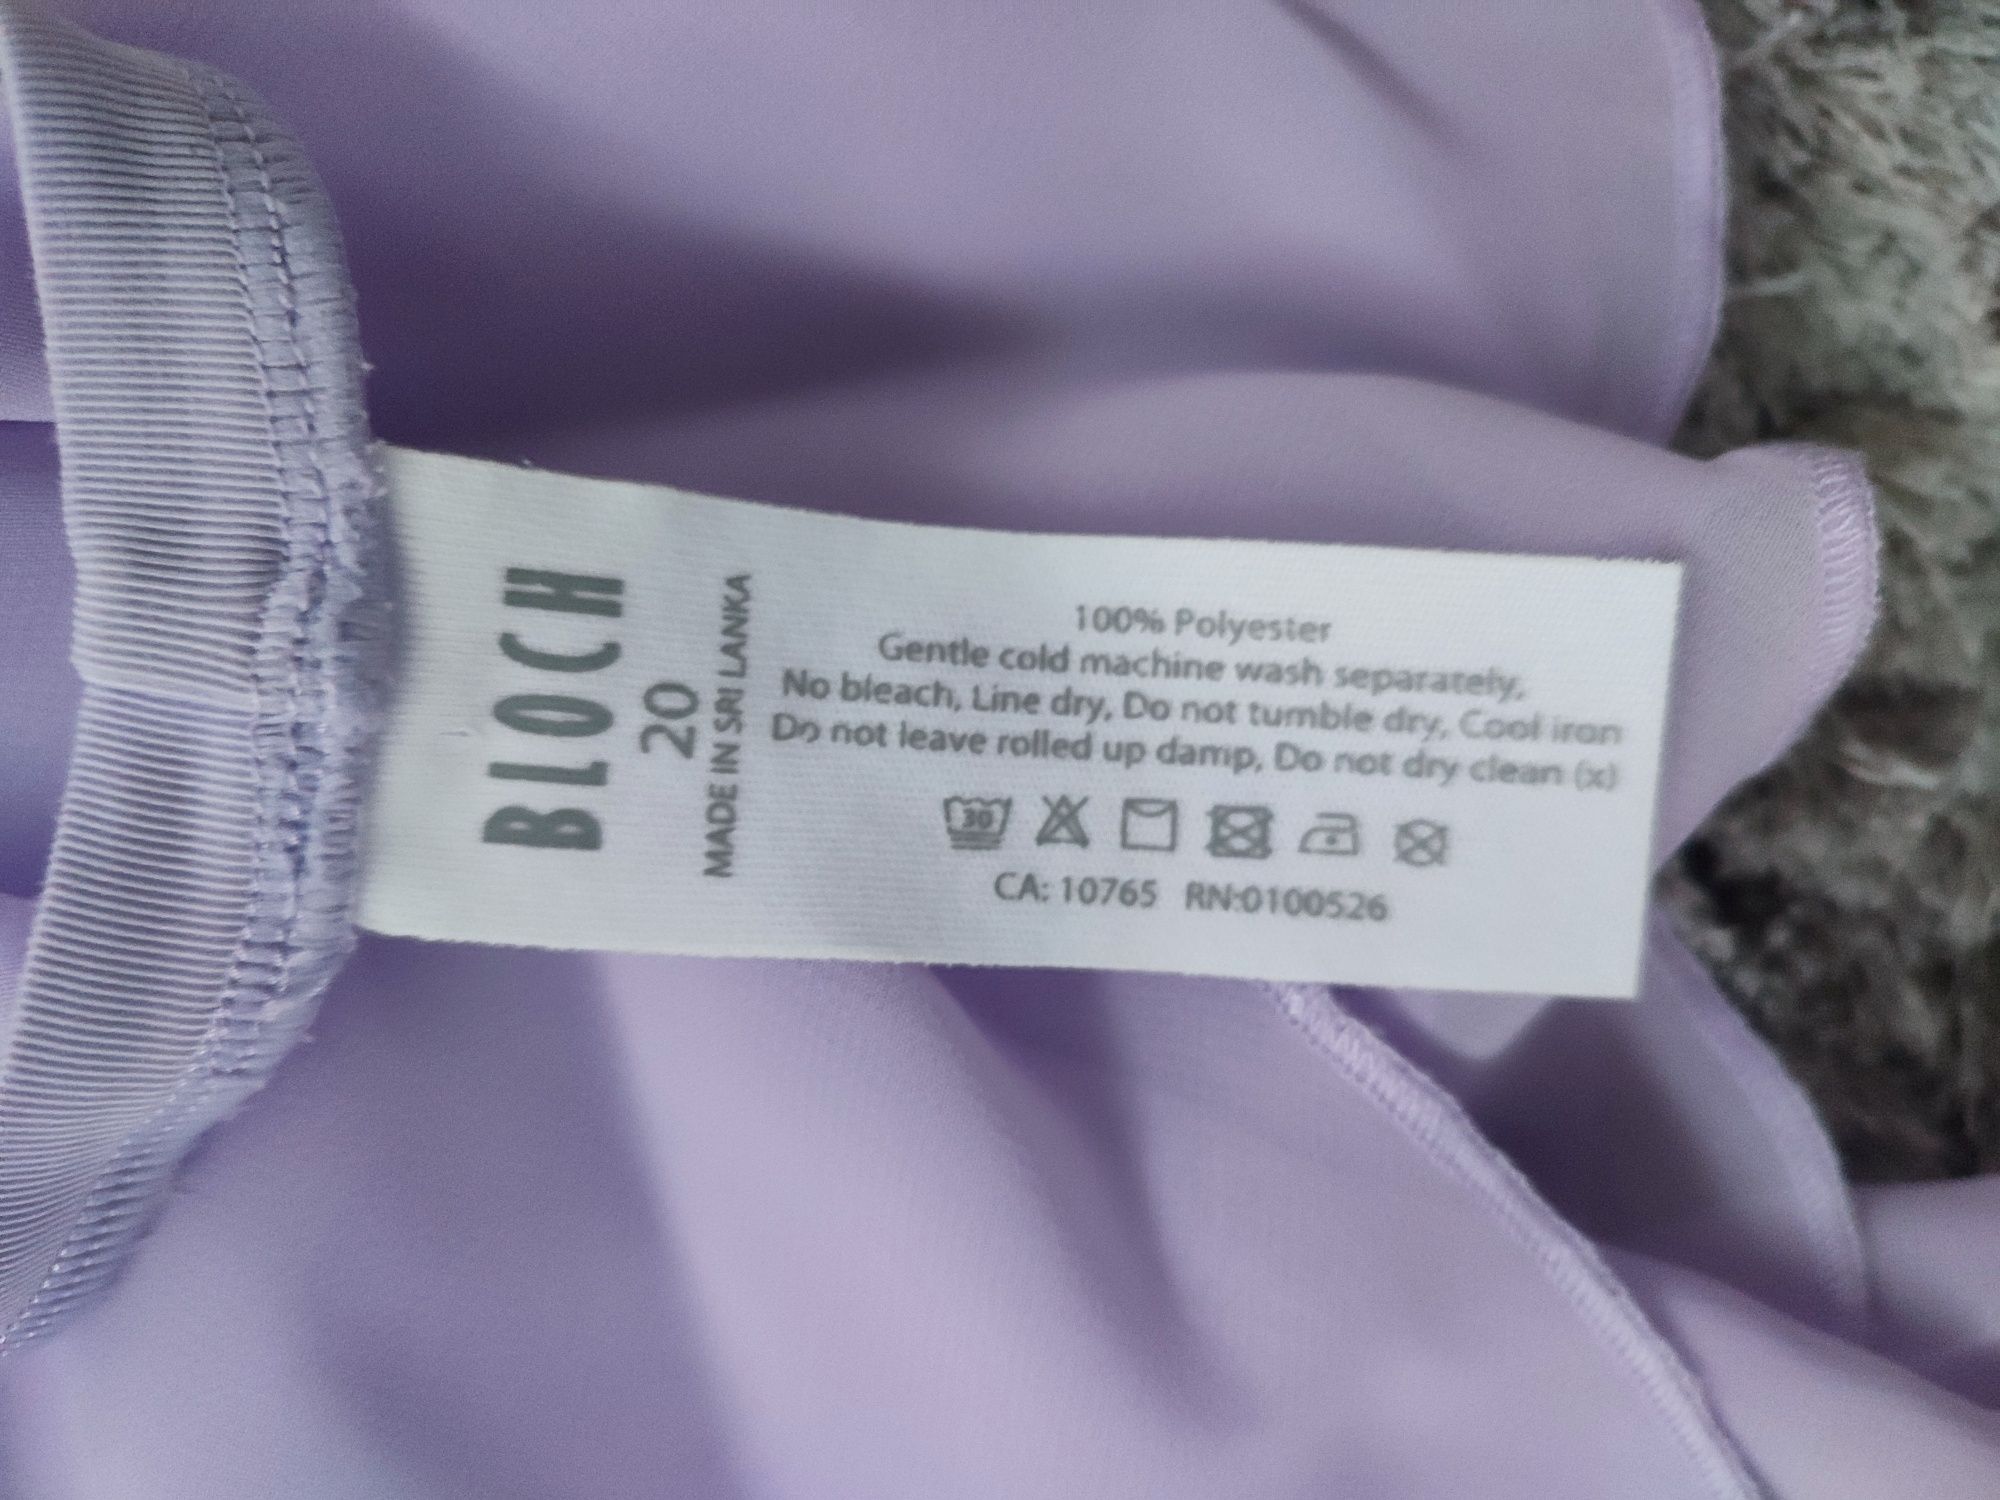 BLOCH
20
MADE IN SRI LANKA
100% Polyester
Gentle cold machine wash separately,
No bleach, Line dry, Do not tumble dry, Cool iron
Do not leave rolled up damp, Do not dry clean (x)
30
CA: 10765 RN:0100526